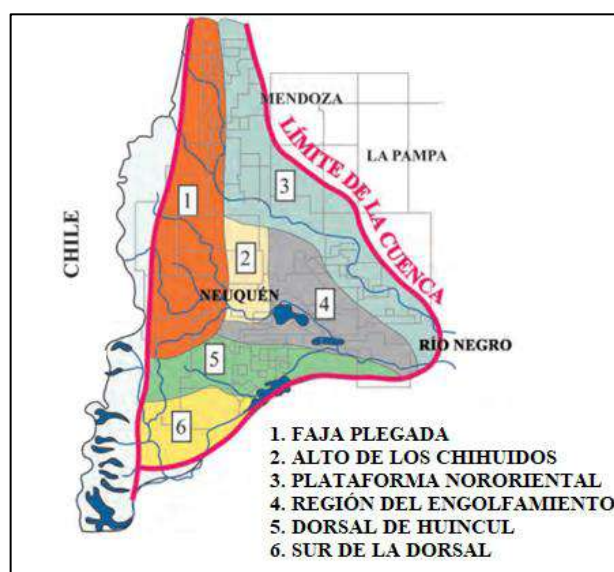 MENDOZA
LÍMITE DE LA CUENCA
LA PAMPA
3
1
CHILE
2
NEUQUÉN
4
RÍO NEGRO
5
6
1. FAJA PLEGADA
2. ALTO DE LOS CHIHUIDOS
3. PLATAFORMA NORORIENTAL
4. REGIÓN DEL ENGOLFAMIENTO
5. DORSAL DE HUINCUL
6. SUR DE LA DORSAL